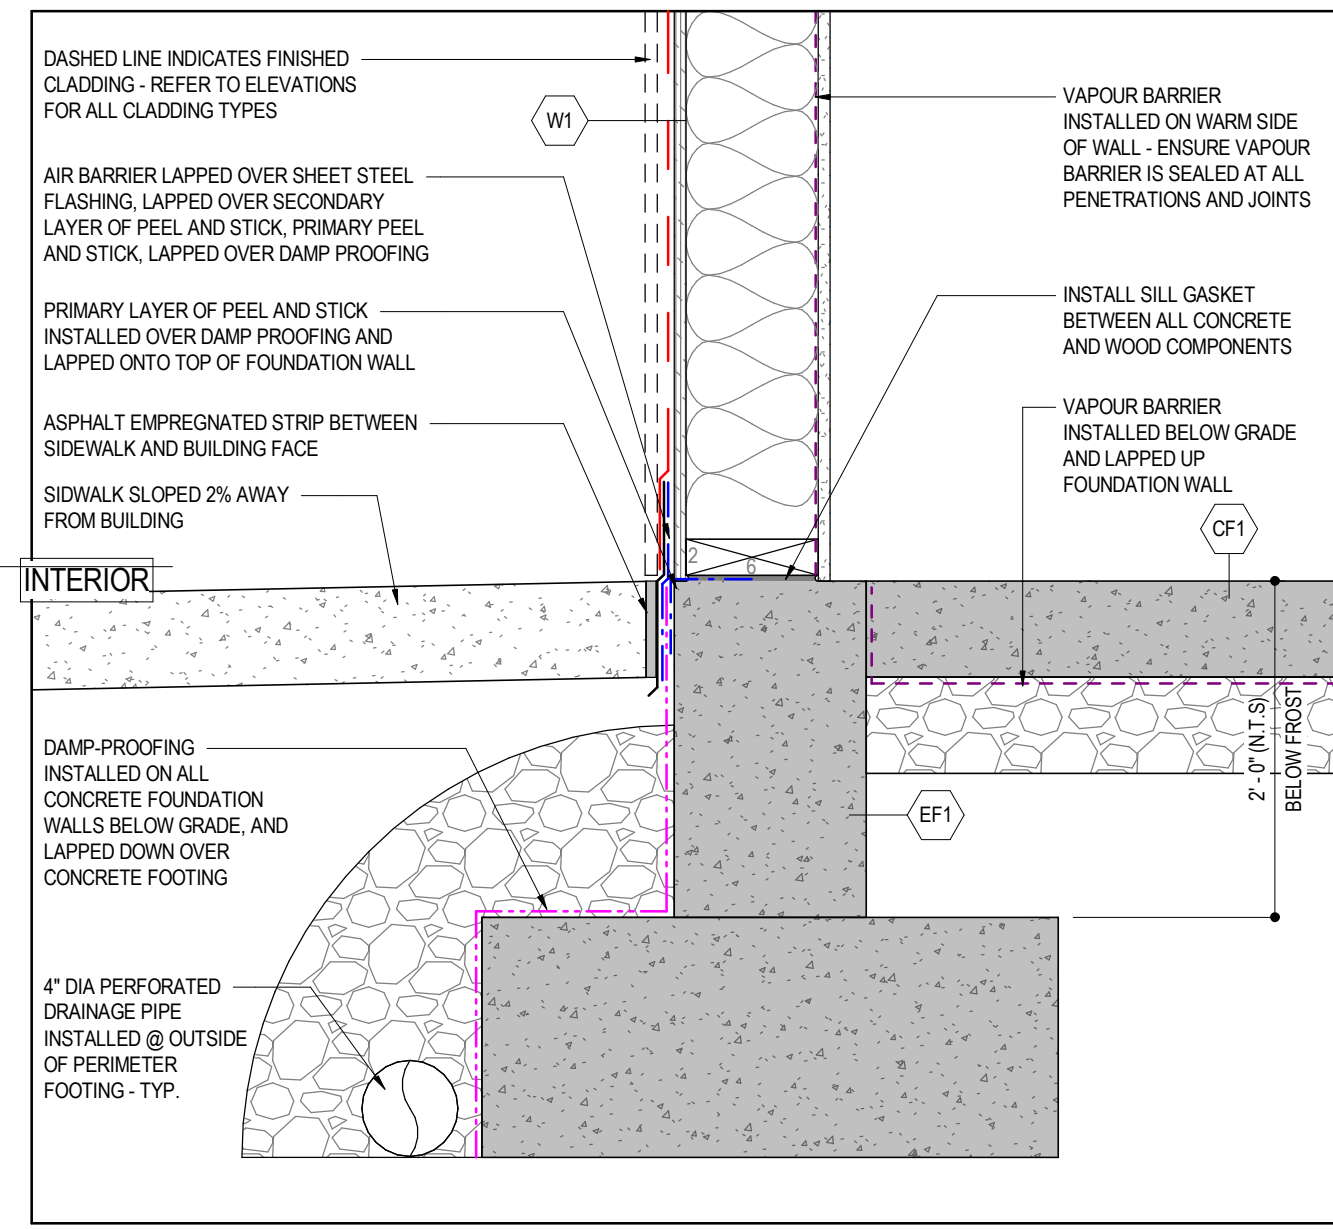 DASHED LINE INDICATES FINISHED
CLADDING - REFER TO ELEVATIONS
FOR ALL CLADDING TYPES
W1
AIR BARRIER LAPPED OVER SHEET STEEL
FLASHING, LAPPED OVER SECONDARY
LAYER OF PEEL AND STICK, PRIMARY PEEL
AND STICK, LAPPED OVER DAMP PROOFING
PRIMARY LAYER OF PEEL AND STICK
INSTALLED OVER DAMP PROOFING AND
LAPPED ONTO TOP OF FOUNDATION WALL
ASPHALT EMPREGNATED STRIP BETWEEN
SIDEWALK AND BUILDING FACE
SIDWALK SLOPED 2% AWAY
FROM BUILDING
INTERIOR
DAMP-PROOFING
INSTALLED ON ALL
CONCRETE FOUNDATION
WALLS BELOW GRADE, AND
LAPPED DOWN OVER
CONCRETE FOOTING
4" DIA PERFORATED
DRAINAGE PIPE
INSTALLED @ OUTSIDE
OF PERIMETER
FOOTING - TYP.
2
6
VAPOUR BARRIER
INSTALLED ON WARM SIDE
OF WALL - ENSURE VAPOUR
BARRIER IS SEALED AT ALL
PENETRATIONS AND JOINTS
INSTALL SILL GASKET
BETWEEN ALL CONCRETE
AND WOOD COMPONENTS
VAPOUR BARRIER
INSTALLED BELOW GRADE
AND LAPPED UP
FOUNDATION WALL
CF1
EF1
2' - 0" (N.T.S)
BELOW FROST